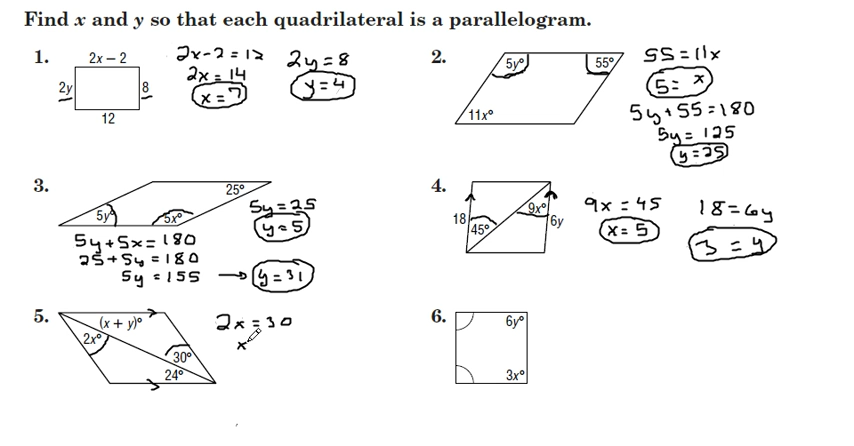 Find x and y so that each quadrilateral is a parallelogram.
1.
2x – 2
2y
8
12
2x-2=12
2x=14
x=7
2y=8
y=4
2.
5y°
55°
11x°
55=11x
5=x
5y+55=180
5y=125
y=25
3.
25°
5y°
5x°
5y=25
y=5
5y+5x=180
25+5y=180
5y=155 → y=31
4.
18
45°
9x°
6y
9x=45
x=5
18=6y
3=y
5.
(x + y)°
2x°
30°
24°
2x=30
x
6.
6y°
3x°